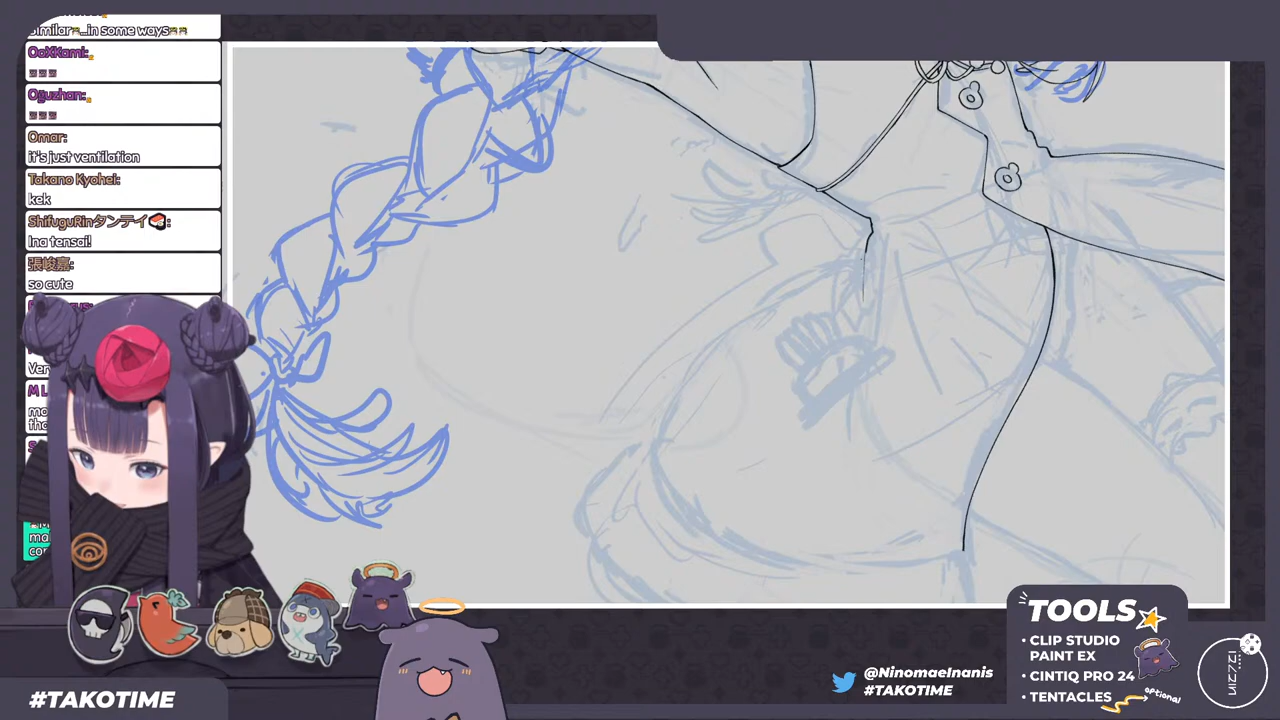 similar...in some ways
OoXKami:
Oguzhan:
Omar:
it's just ventilation
Takano Kyohei:
kek
ShifuguRinタンテイ🍣:
Ina tensai!
張峻嘉:
so cute
#TAKOTIME
@NinomaeInanis
#TAKOTIME
TOOLS
• CLIP STUDIO
PAINT EX
• CINTIQ PRO 24
• TENTACLES
optional